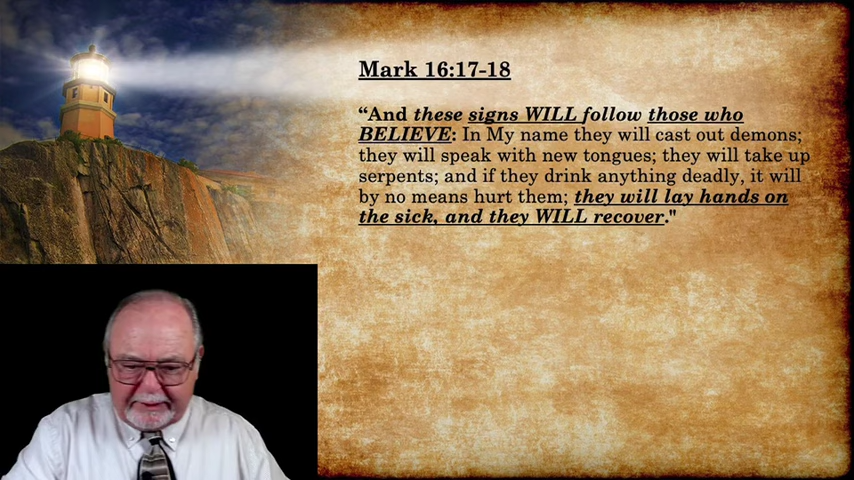 Mark 16:17-18
“And these signs WILL follow those who
BELIEVE: In My name they will cast out demons;
they will speak with new tongues; they will take up
serpents; and if they drink anything deadly, it will
by no means hurt them; they will lay hands on
the sick, and they WILL recover."